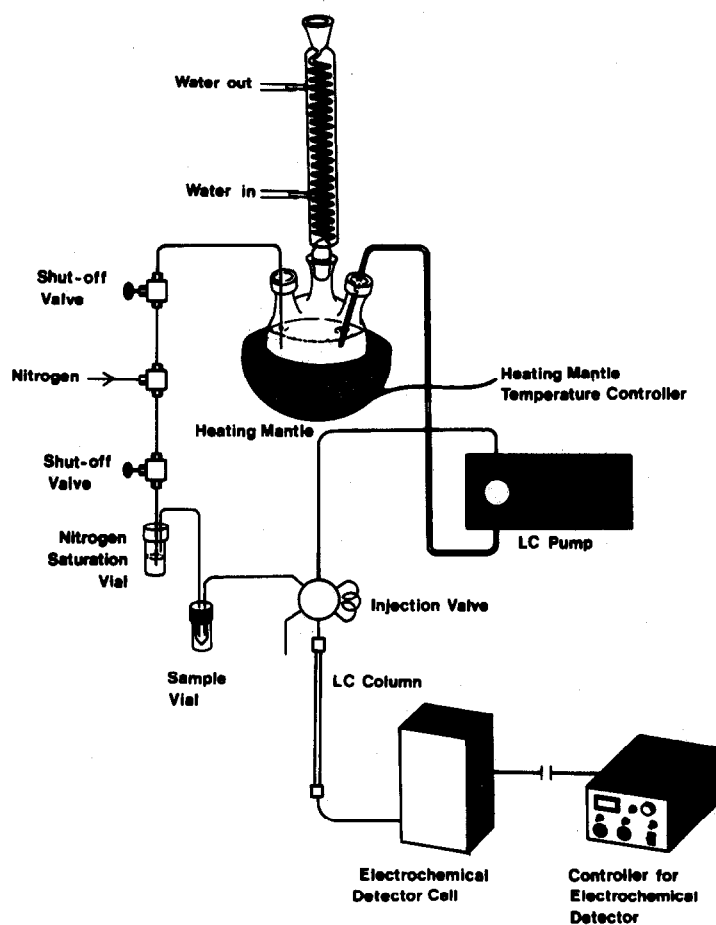 Water out
Water in
Shut-off
Valve
Nitrogen
Heating Mantle
Temperature Controller
Heating Mantle
Shut-off
Valve
LC Pump
Nitrogen
Saturation
Vial
Injection Valve
Sample
Vial
LC Column
Electrochemical
Detector Cell
Controller for
Electrochemical
Detector